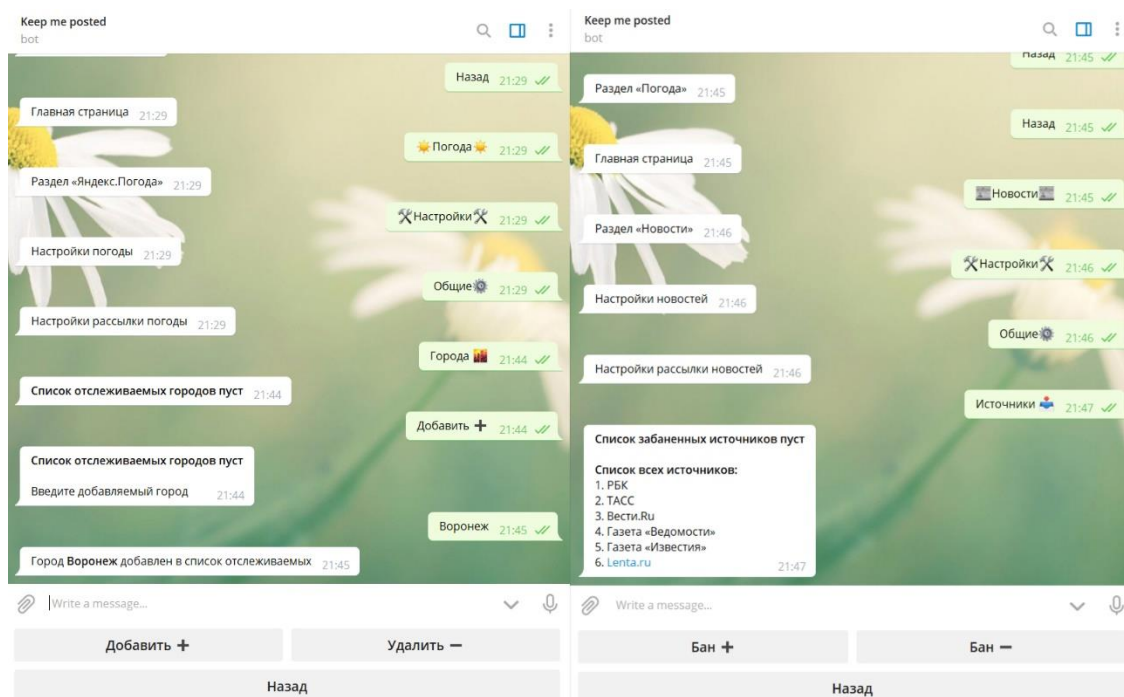 Keep me posted
bot
Назад 21:29
Главная страница 21:29
☀️Погода☀️ 21:29
Раздел «Яндекс.Погода» 21:29
🛠Настройки🛠 21:29
Настройки погоды 21:29
Общие⚙️ 21:29
Настройки рассылки погоды 21:29
Города 🌇 21:44
Список отслеживаемых городов пуст 21:44
Добавить ➕ 21:44
Список отслеживаемых городов пуст
Введите добавляемый город 21:44
Воронеж 21:45
Город Воронеж добавлен в список отслеживаемых 21:45
Write a message...
Добавить ➕
Удалить ➖
Назад
Keep me posted
bot
Назад 21:45
Раздел «Погода» 21:45
Назад 21:45
Главная страница 21:45
📰Новости📰 21:45
Раздел «Новости» 21:46
🛠Настройки🛠 21:46
Настройки новостей 21:46
Общие⚙️ 21:46
Настройки рассылки новостей 21:46
Источники 📥 21:47
Список забаненных источников пуст
Список всех источников:
1. РБК
2. ТАСС
3. Вести.Ru
4. Газета «Ведомости»
5. Газета «Известия»
6. Lenta.ru
21:47
Write a message...
Бан ➕
Бан ➖
Назад